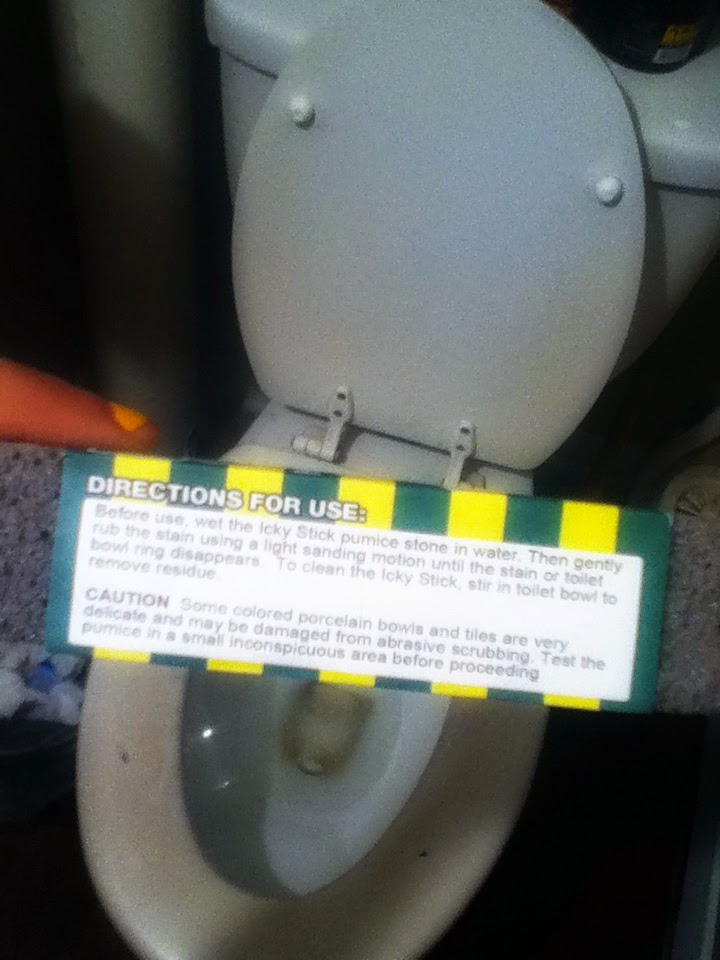 DIRECTIONS FOR USE:
Before use, wet the Icky Stick pumice stone in water. Then gently
rub the stain using a light sanding motion until the stain or toilet
bowl ring disappears. To clean the Icky Stick, stir in toilet bowl to
remove residue.
CAUTION Some colored porcelain bowls and tiles are very
delicate and may be damaged from abrasive scrubbing. Test the
pumice in a small inconspicuous area before proceeding